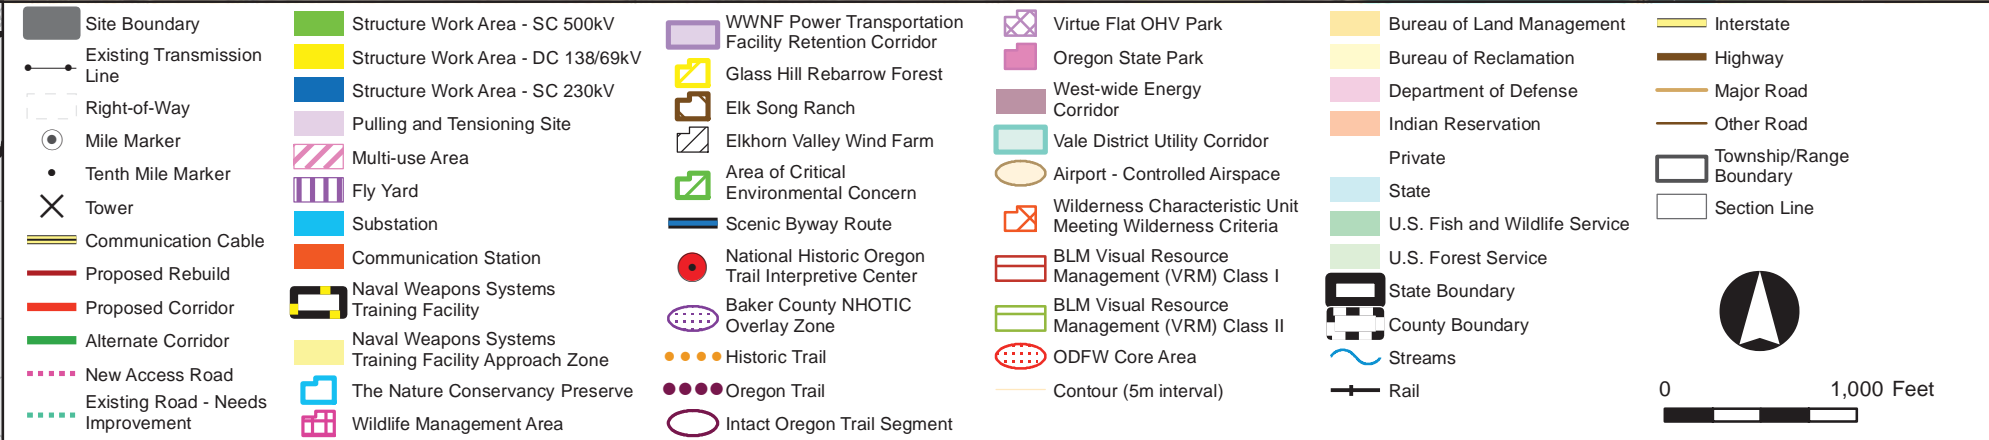 Site Boundary
Existing Transmission
Line
Right-of-Way
Mile Marker
Tenth Mile Marker
Tower
Communication Cable
Proposed Rebuild
Proposed Corridor
Alternate Corridor
New Access Road
Existing Road - Needs
Improvement
Structure Work Area - SC 500kV
Structure Work Area - DC 138/69kV
Structure Work Area - SC 230kV
Pulling and Tensioning Site
Multi-use Area
Fly Yard
Substation
Communication Station
Naval Weapons Systems
Training Facility
Naval Weapons Systems
Training Facility Approach Zone
The Nature Conservancy Preserve
Wildlife Management Area
WWNF Power Transportation
Facility Retention Corridor
Glass Hill Rebarrow Forest
Elk Song Ranch
Elkhorn Valley Wind Farm
Area of Critical
Environmental Concern
Scenic Byway Route
National Historic Oregon
Trail Interpretive Center
Baker County NHOTIC
Overlay Zone
Historic Trail
Oregon Trail
Intact Oregon Trail Segment
Virtue Flat OHV Park
Oregon State Park
West-wide Energy
Corridor
Vale District Utility Corridor
Airport - Controlled Airspace
Wilderness Characteristic Unit
Meeting Wilderness Criteria
BLM Visual Resource
Management (VRM) Class I
BLM Visual Resource
Management (VRM) Class II
ODFW Core Area
Contour (5m interval)
Bureau of Land Management
Bureau of Reclamation
Department of Defense
Indian Reservation
Private
State
U.S. Fish and Wildlife Service
U.S. Forest Service
State Boundary
County Boundary
Streams
Rail
Interstate
Highway
Major Road
Other Road
Township/Range
Boundary
Section Line
0 1,000 Feet